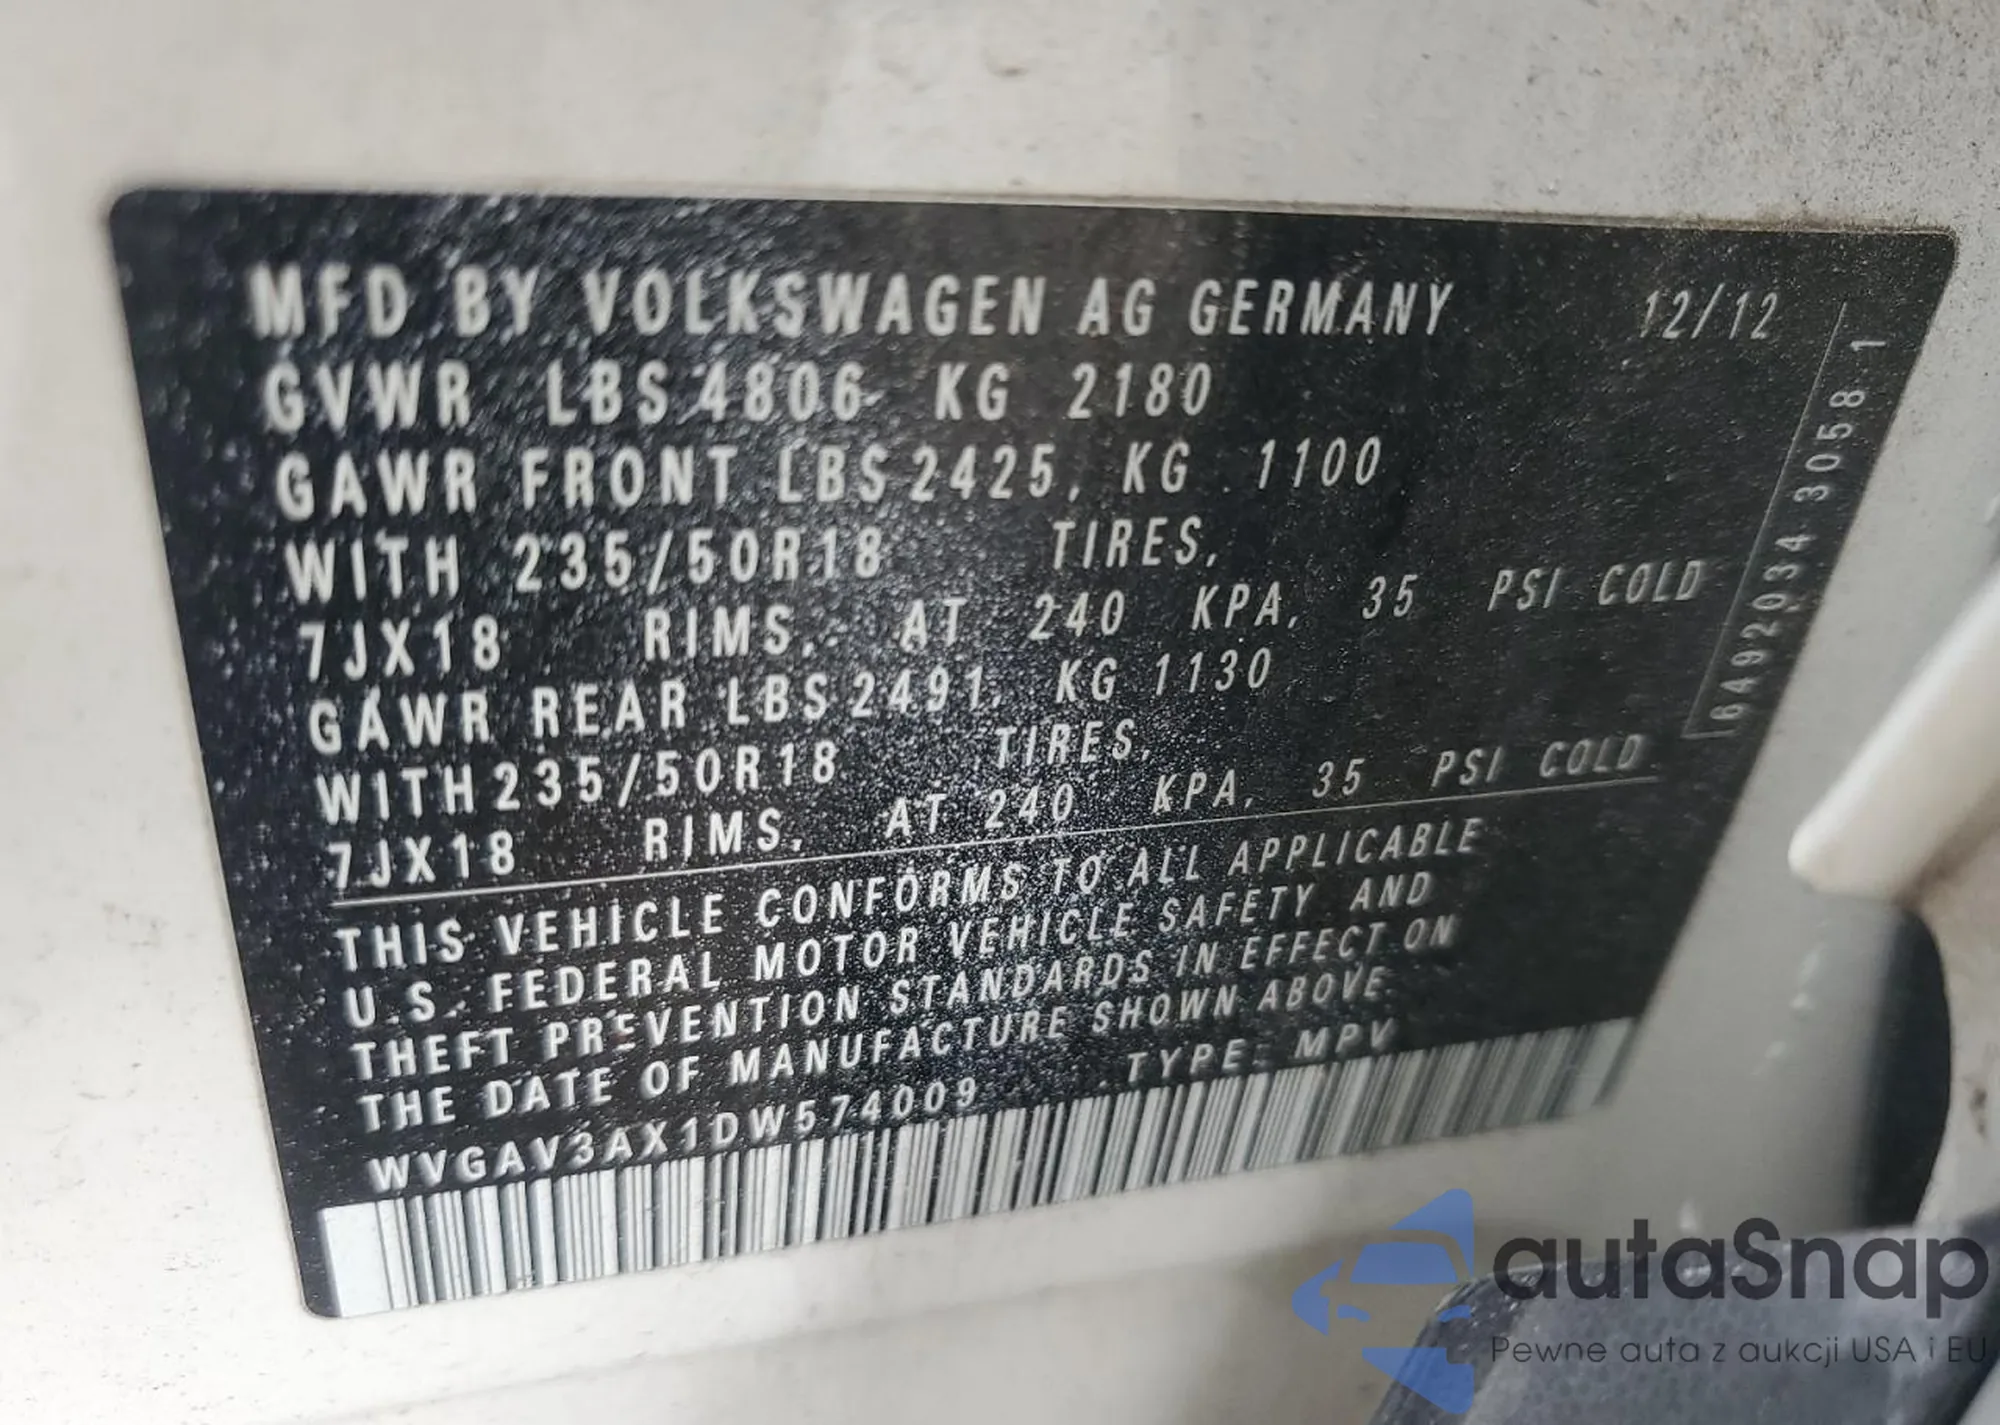 MFD BY VOLKSWAGEN AG GERMANY 12/12
GVWR LBS 4806 KG 2180
GAWR FRONT LBS 2425, KG 1100
WITH 235/50R18 TIRES,
7JX18 RIMS, AT 240 KPA, 35 PSI COLD
GAWR REAR LBS 2491, KG 1130
WITH 235/50R18 TIRES,
7JX18 RIMS, AT 240 KPA, 35 PSI COLD
THIS VEHICLE CONFORMS TO ALL APPLICABLE
U.S. FEDERAL MOTOR VEHICLE SAFETY AND
THEFT PREVENTION STANDARDS IN EFFECT ON
THE DATE OF MANUFACTURE SHOWN ABOVE.
WVGAV3AX1DW574009 TYPE: MPV
6492034 3058 1
autaSnap
Pewne auta z aukcji USA i EU